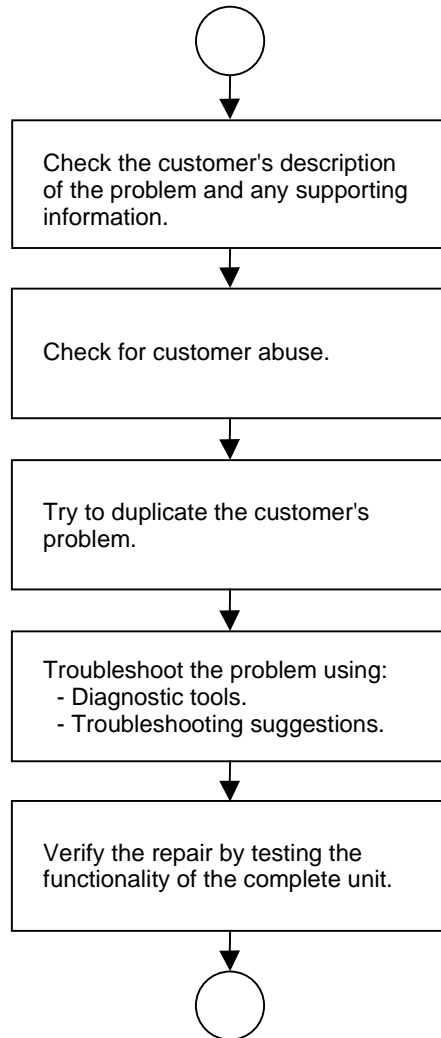 Check the customer's description
of the problem and any supporting
information.
Check for customer abuse.
Try to duplicate the customer's
problem.
Troubleshoot the problem using:
- Diagnostic tools.
- Troubleshooting suggestions.
Verify the repair by testing the
functionality of the complete unit.